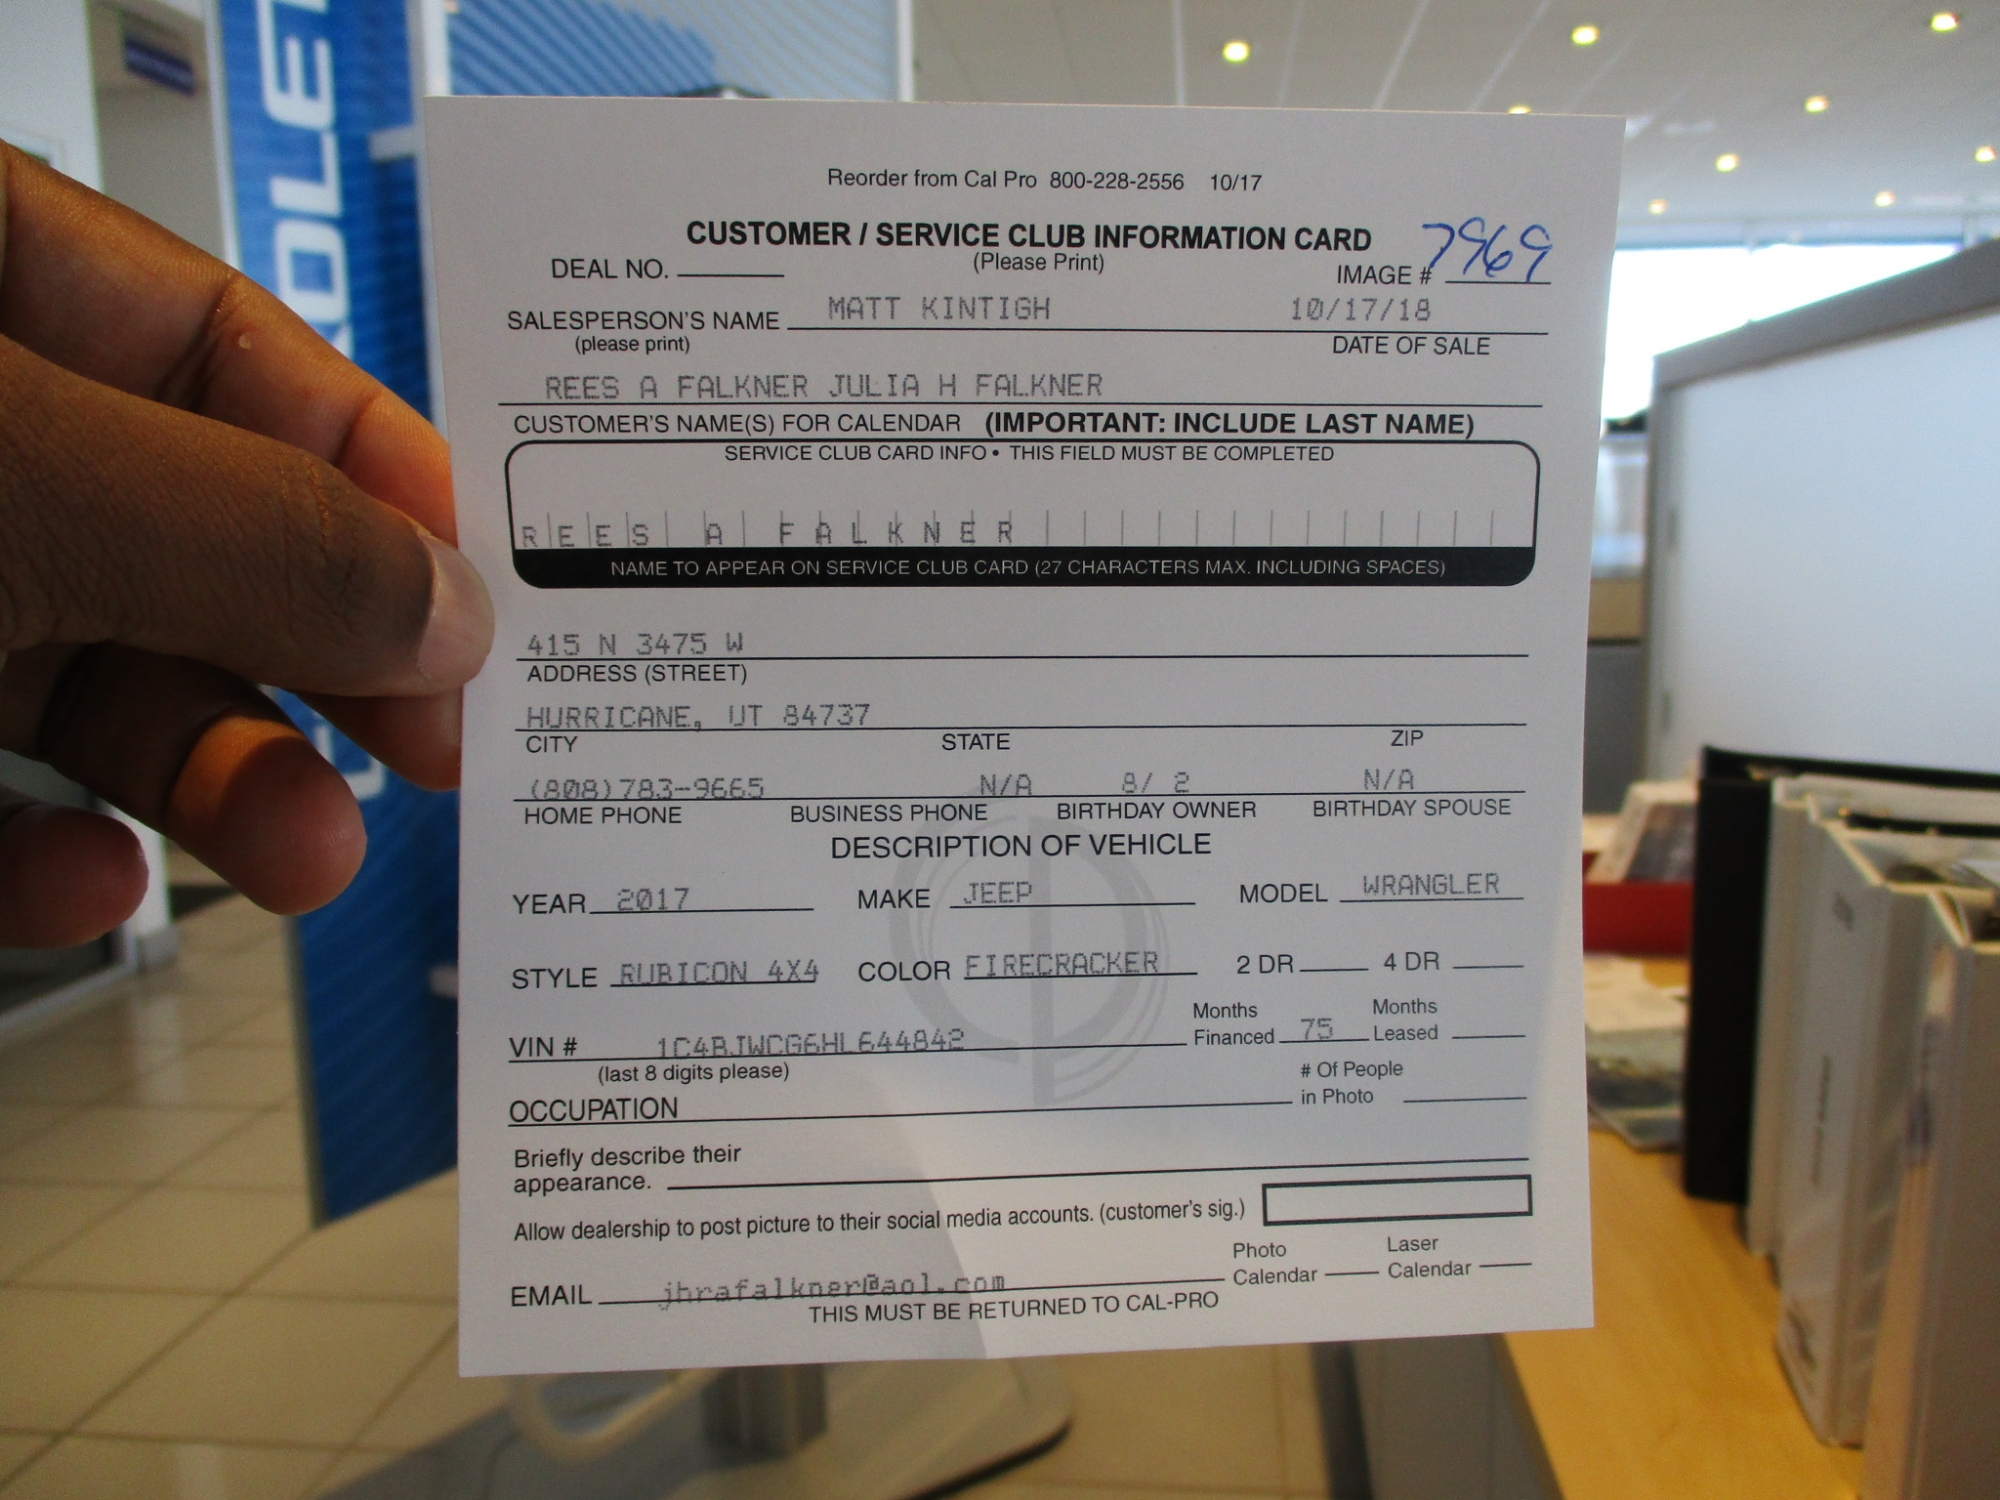 Reorder from Cal Pro 800-228-2556 10/17
CUSTOMER / SERVICE CLUB INFORMATION CARD 7969
DEAL NO. (Please Print) IMAGE #
MATT KINTIGH 10/17/18
SALESPERSON'S NAME
(please print) DATE OF SALE
REES A FALKNER JULIA H FALKNER
CUSTOMER'S NAME(S) FOR CALENDAR (IMPORTANT: INCLUDE LAST NAME)
SERVICE CLUB CARD INFO • THIS FIELD MUST BE COMPLETED
REES A FALKNER
NAME TO APPEAR ON SERVICE CLUB CARD (27 CHARACTERS MAX. INCLUDING SPACES)
415 N 3475 W
ADDRESS (STREET)
HURRICANE, UT 84737
CITY STATE ZIP
(808)783-9665 N/A 8/ 2 N/A
HOME PHONE BUSINESS PHONE BIRTHDAY OWNER BIRTHDAY SPOUSE
DESCRIPTION OF VEHICLE
YEAR 2017 MAKE JEEP MODEL WRANGLER
STYLE RUBICON 4X4 COLOR FIRECRACKER 2 DR 4 DR
Months Months
VIN # 1C4BJWCG6HL644842 Financed 75 Leased
(last 8 digits please) # Of People
OCCUPATION in Photo
Briefly describe their
appearance.
Allow dealership to post picture to their social media accounts. (customer's sig.)
Photo Laser
EMAIL jhrafalkner@aol.com Calendar Calendar
THIS MUST BE RETURNED TO CAL-PRO